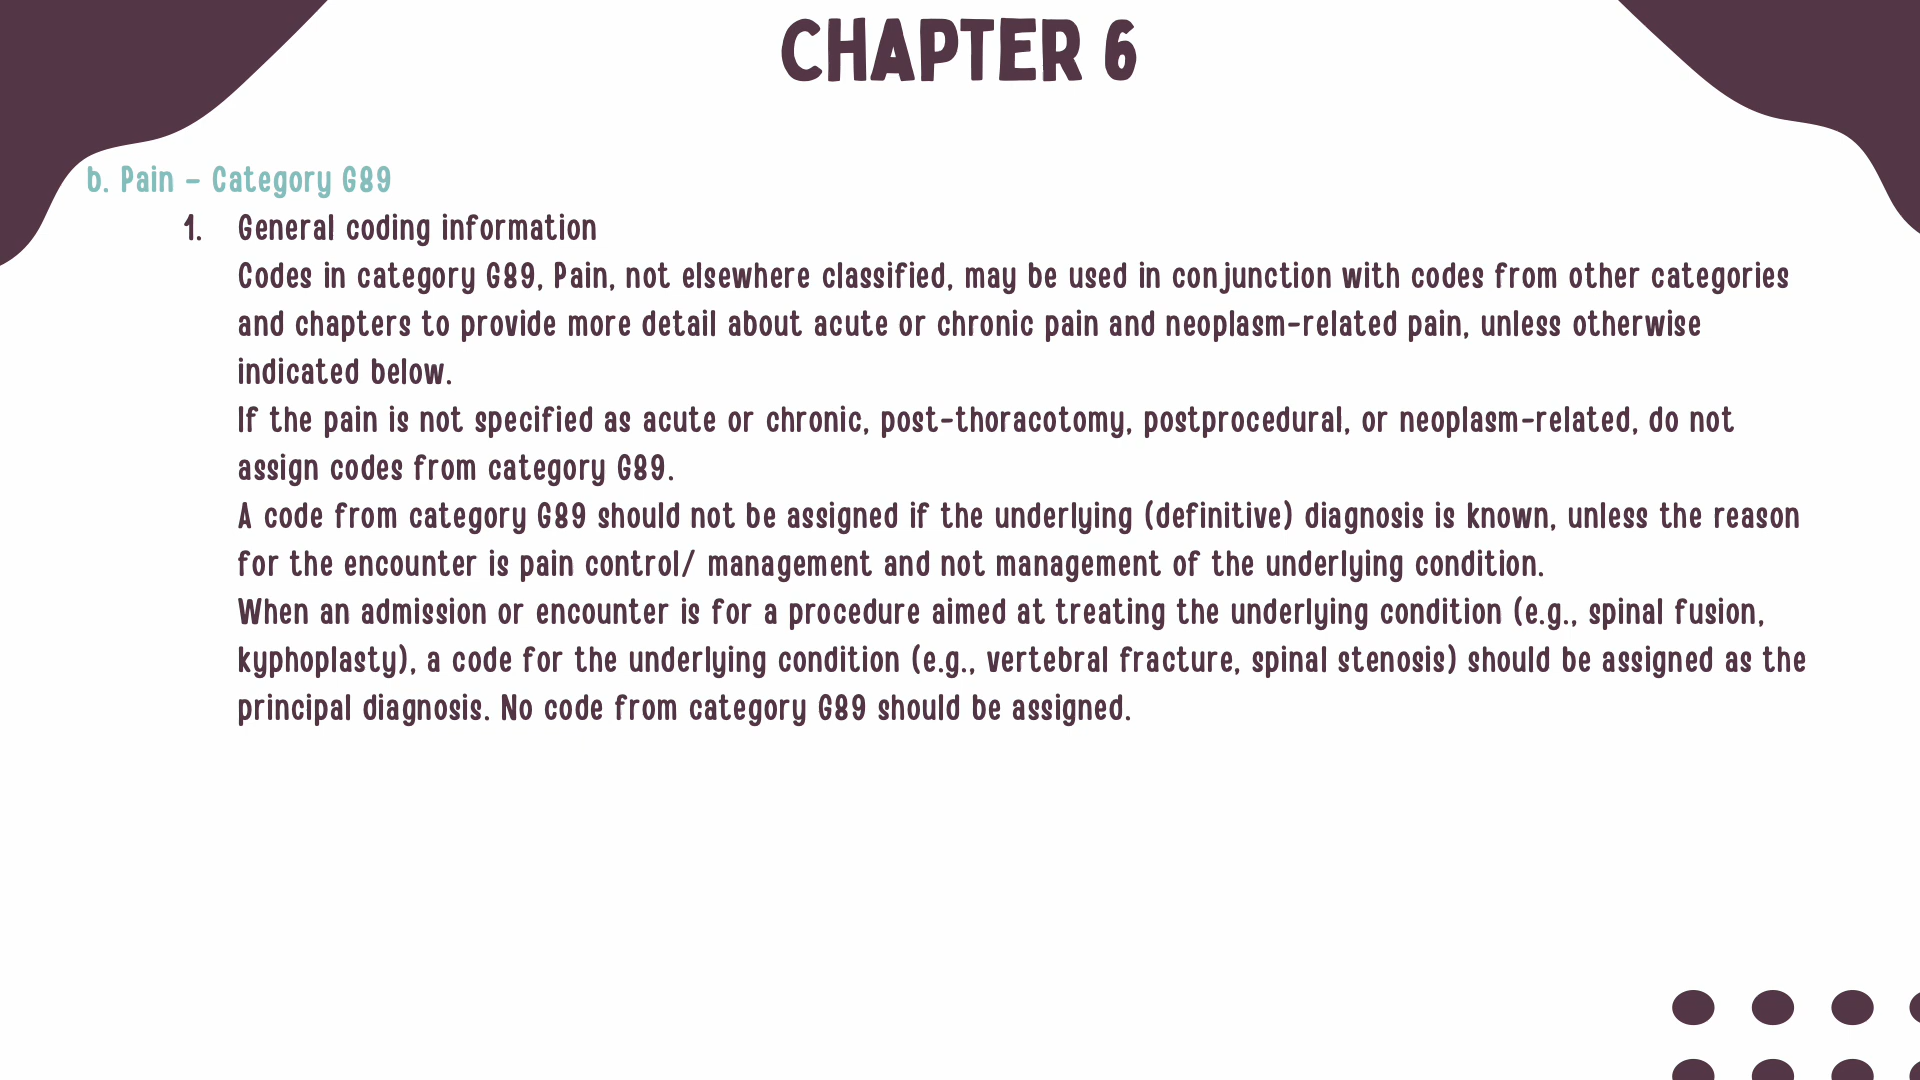 CHAPTER 6
b. Pain – Category G89
1. General coding information
Codes in category G89, Pain, not elsewhere classified, may be used in conjunction with codes from other categories
and chapters to provide more detail about acute or chronic pain and neoplasm-related pain, unless otherwise
indicated below.
If the pain is not specified as acute or chronic, post-thoracotomy, postprocedural, or neoplasm-related, do not
assign codes from category G89.
A code from category G89 should not be assigned if the underlying (definitive) diagnosis is known, unless the reason
for the encounter is pain control/ management and not management of the underlying condition.
When an admission or encounter is for a procedure aimed at treating the underlying condition (e.g., spinal fusion,
kyphoplasty), a code for the underlying condition (e.g., vertebral fracture, spinal stenosis) should be assigned as the
principal diagnosis. No code from category G89 should be assigned.